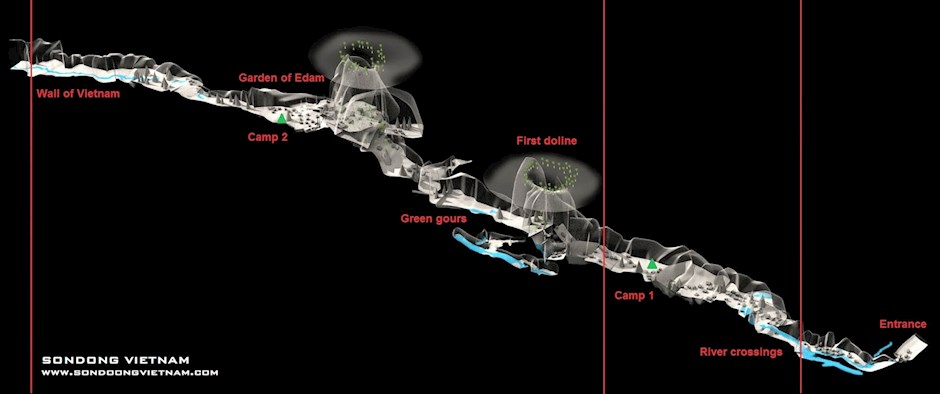 Garden of Edam
Wall of Vietnam
Camp 2
First doline
Green gours
Camp 1
Entrance
River crossings
SONDONG VIETNAM
WWW.SONDOONGVIETNAM.COM